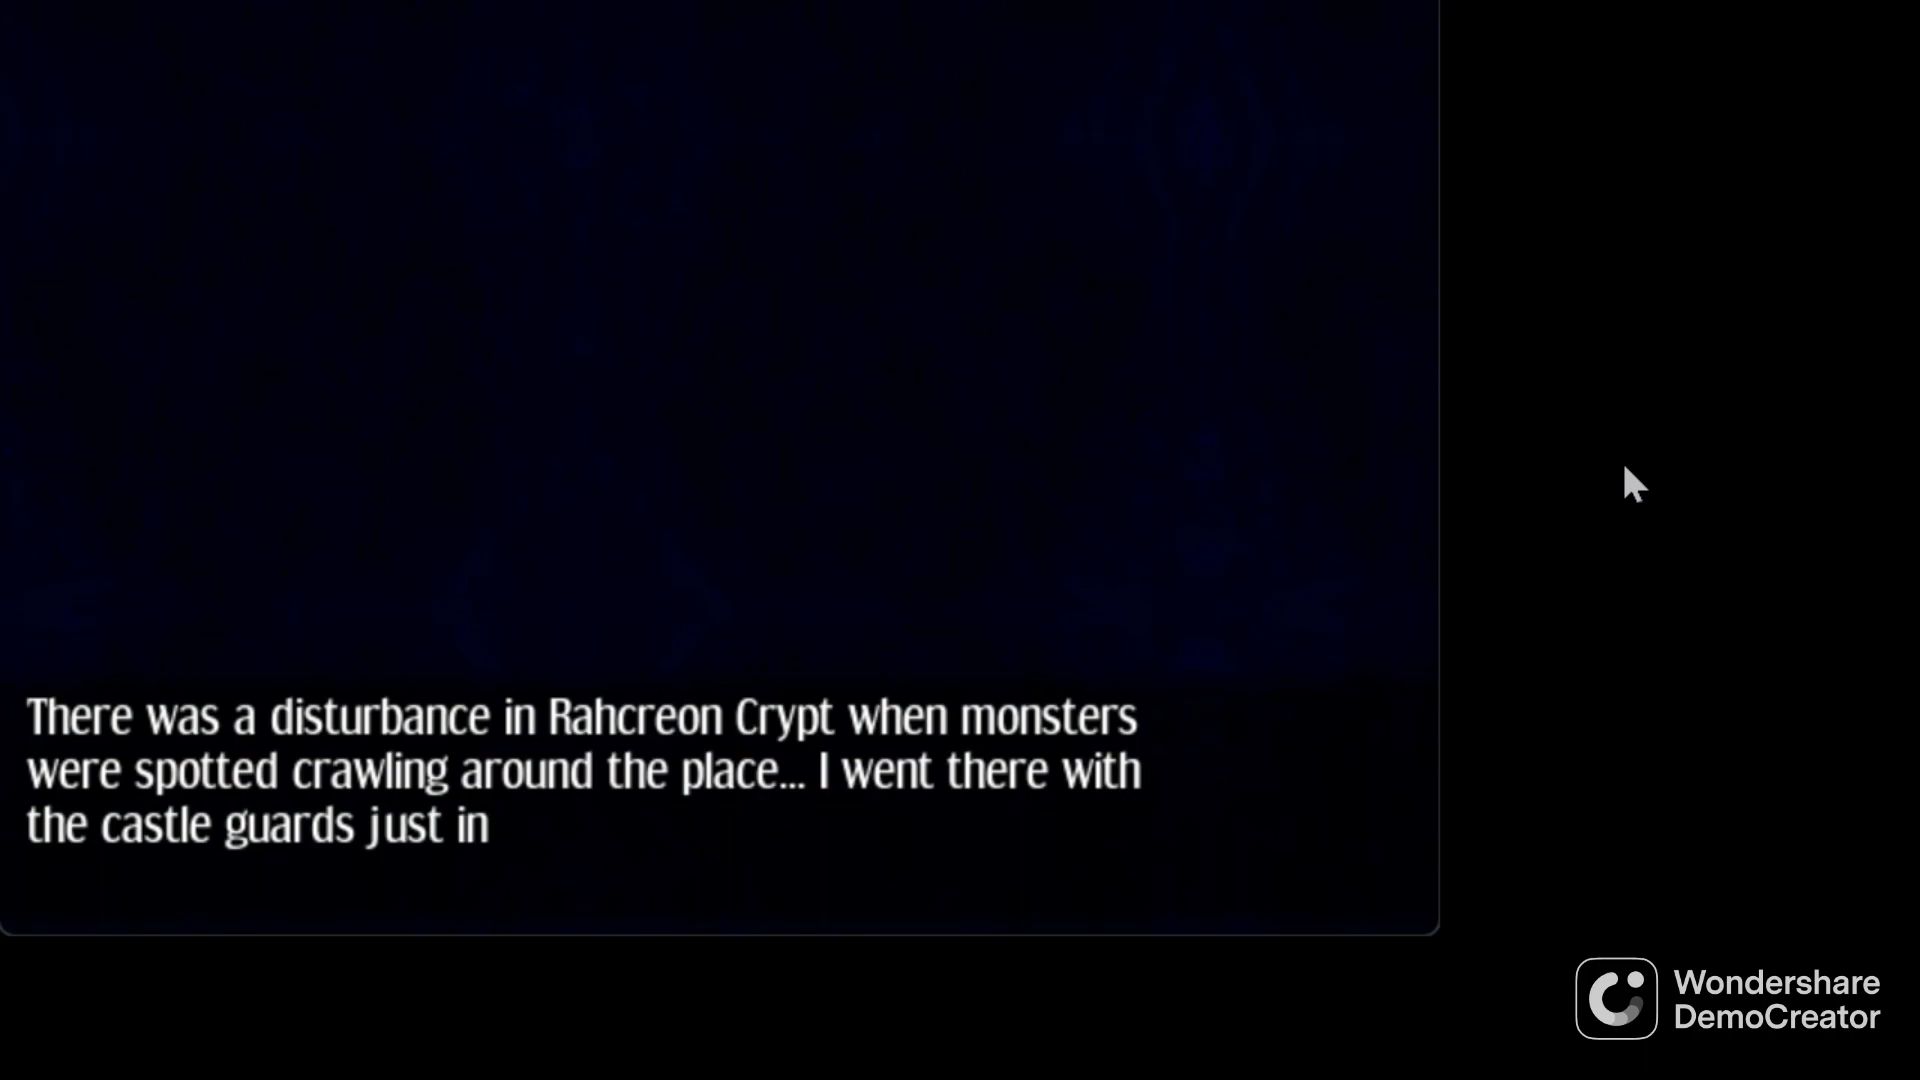 There was a disturbance in Rahcreon Crypt when monsters
were spotted crawling around the place... I went there with
the castle guards just in
Wondershare
DemoCreator